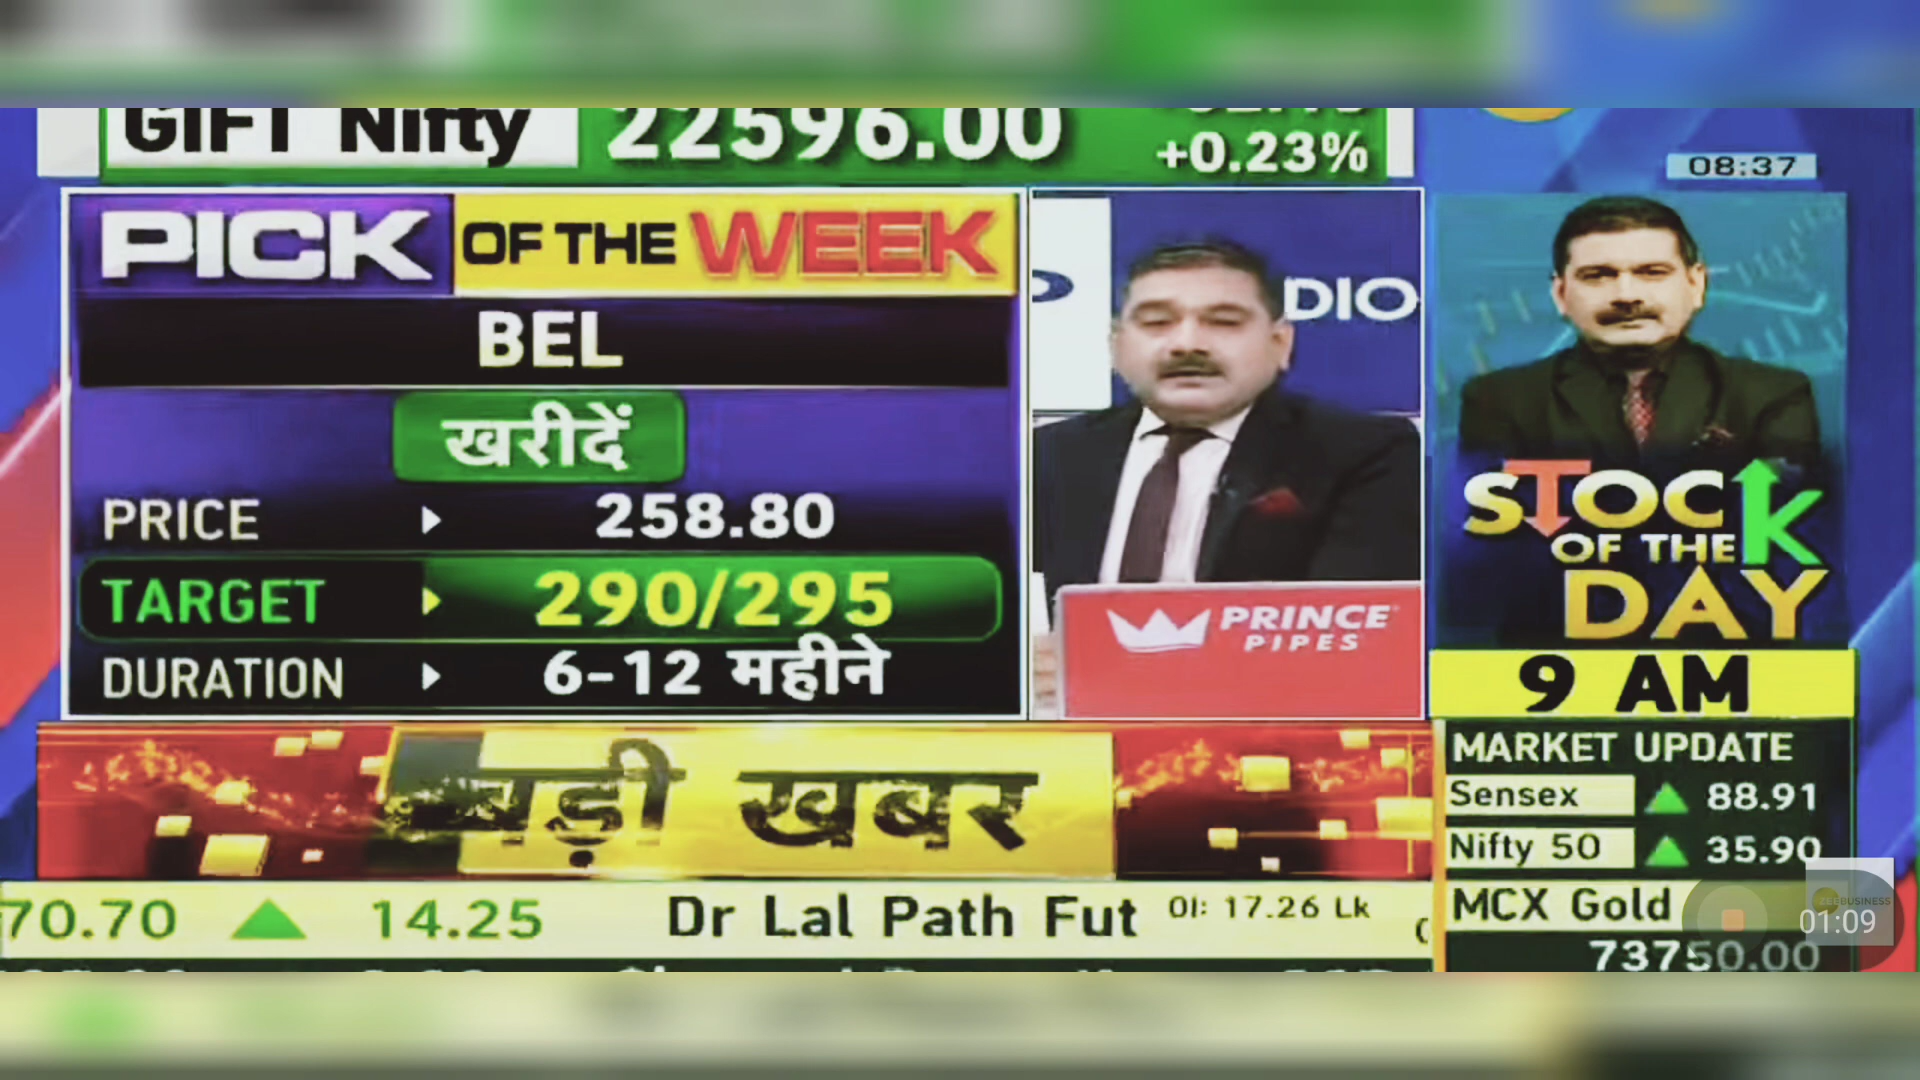 GIFT Nifty 22596.00
+0.23%
08:37
PICK OF THE WEEK
BEL
खरीदें
PRICE 258.80
TARGET 290/295
DURATION 6-12 महीने
DIO
PRINCE
PIPES
STOCK
OF THE
DAY
9 AM
MARKET UPDATE
Sensex 88.91
Nifty 50 35.90
MCX Gold
73750.00
ZEEBUSINESS
01:09
बड़ी खबर
70.70 14.25 Dr Lal Path Fut OI: 17.26 Lk